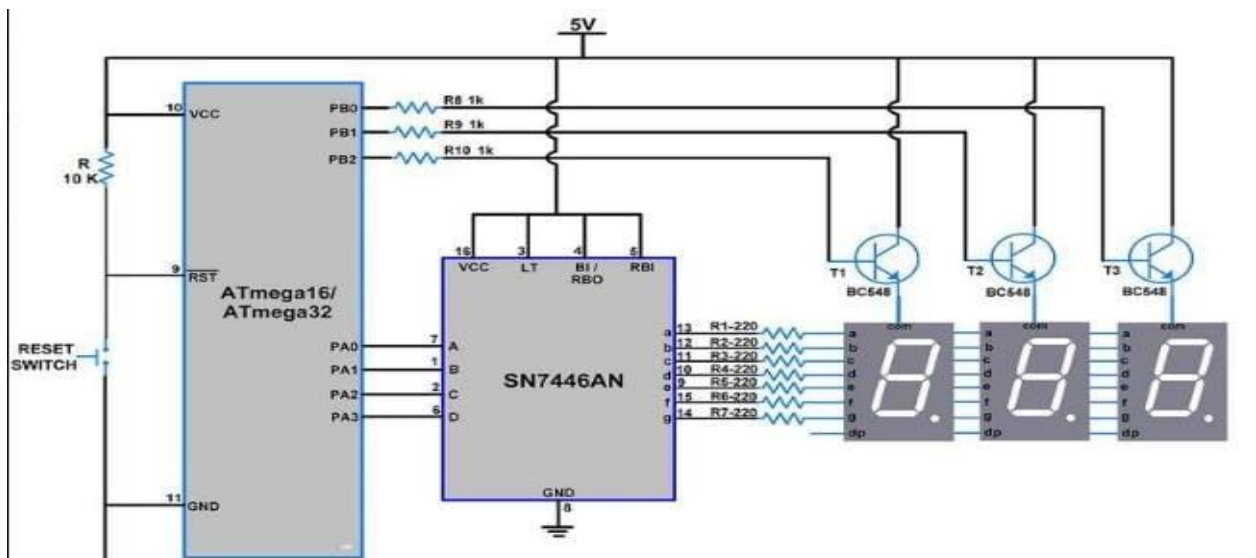 5V
10
VCC
PB0
R8 1k
PB1
R9 1k
PB2
R10 1k
R
10 K
9
RST
ATmega16/
ATmega32
16
3
4
5
VCC
LT
BI /
RBO
RBI
T1
BC548
T2
BC548
T3
BC548
RESET
SWITCH
PA0
7
A
PA1
1
B
PA2
2
C
PA3
6
D
SN7446AN
a
13
R1-220
b
12
R2-220
c
11
R3-220
d
10
R4-220
e
9
R5-220
f
15
R6-220
g
14
R7-220
com
com
com
a
b
c
d
e
f
g
dp
a
b
c
d
e
f
g
dp
a
b
c
d
e
f
g
dp
11
GND
GND
8